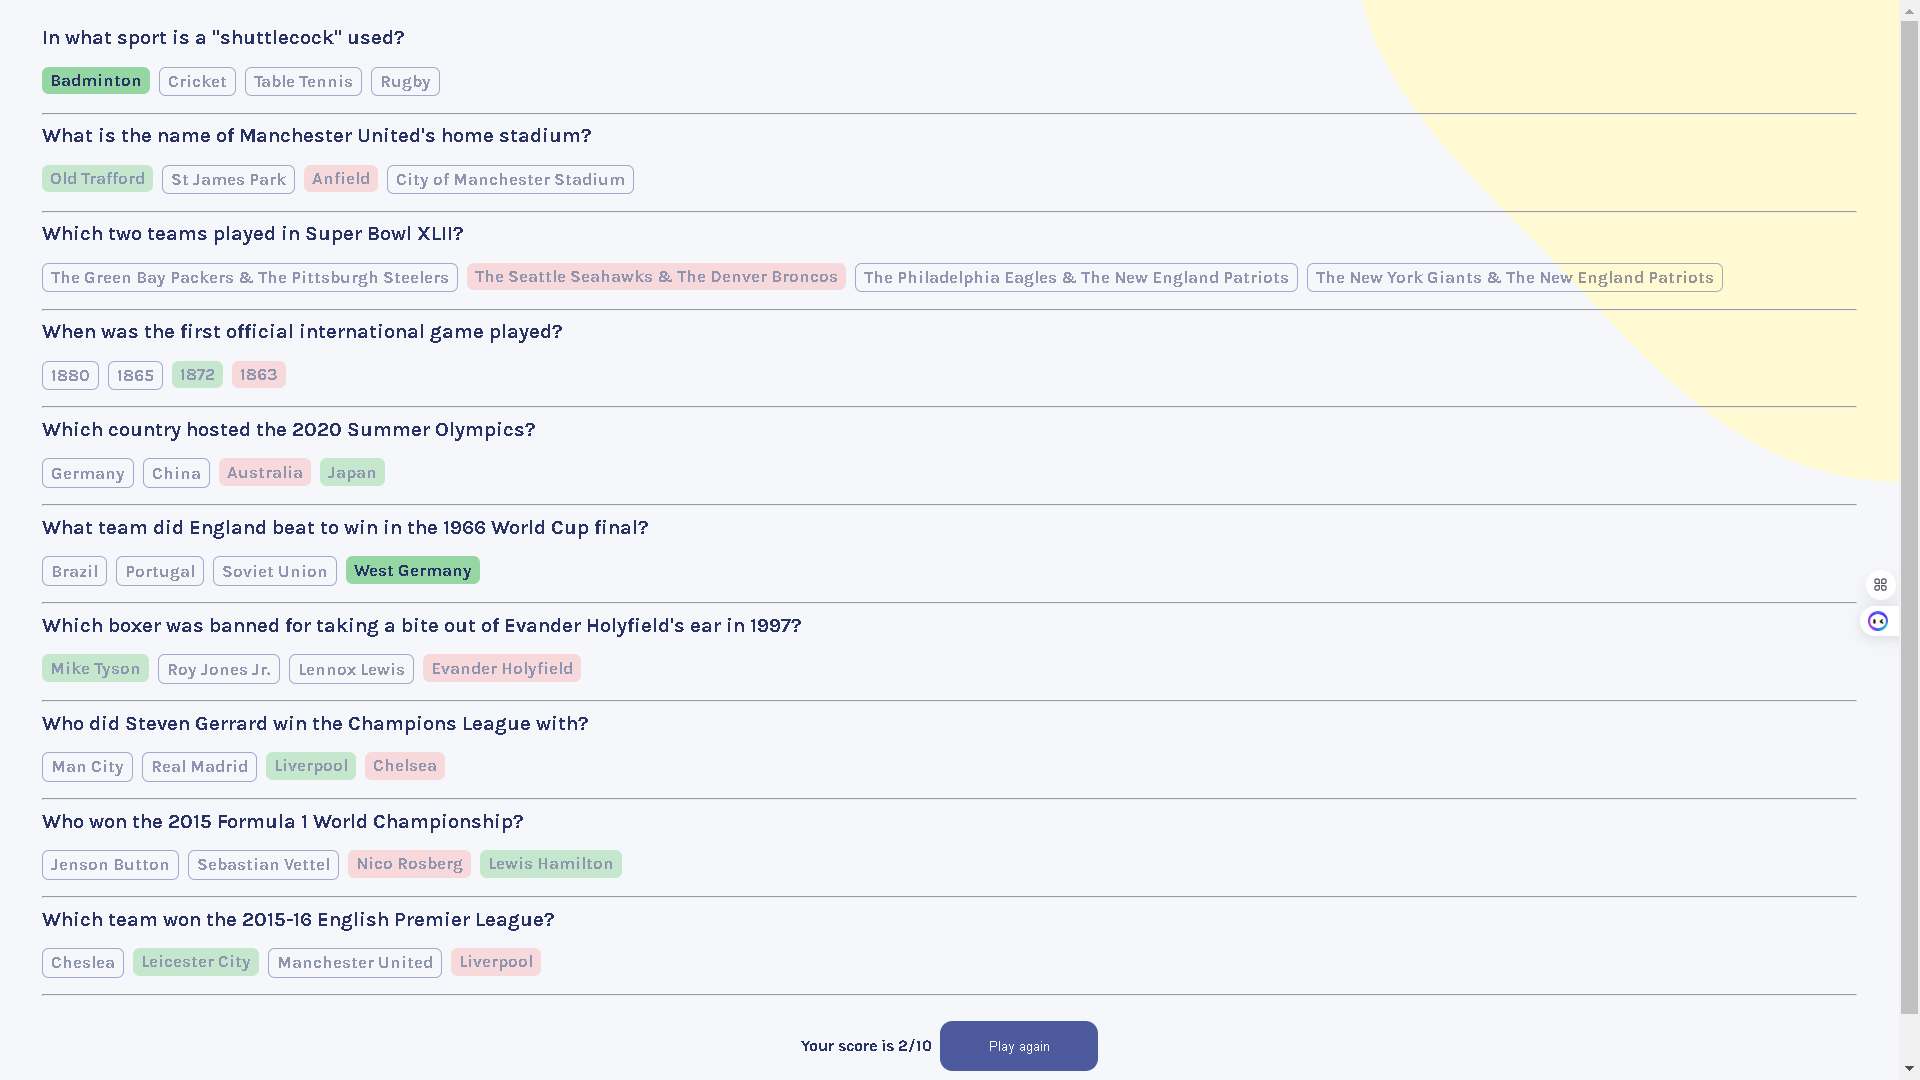 In what sport is a "shuttlecock" used?
Badminton Cricket Table Tennis Rugby
What is the name of Manchester United's home stadium?
Old Trafford St James Park Anfield City of Manchester Stadium
Which two teams played in Super Bowl XLII?
The Green Bay Packers & The Pittsburgh Steelers The Seattle Seahawks & The Denver Broncos The Philadelphia Eagles & The New England Patriots The New York Giants & The New England Patriots
When was the first official international game played?
1880 1865 1872 1863
Which country hosted the 2020 Summer Olympics?
Germany China Australia Japan
What team did England beat to win in the 1966 World Cup final?
Brazil Portugal Soviet Union West Germany
Which boxer was banned for taking a bite out of Evander Holyfield's ear in 1997?
Mike Tyson Roy Jones Jr. Lennox Lewis Evander Holyfield
Who did Steven Gerrard win the Champions League with?
Man City Real Madrid Liverpool Chelsea
Who won the 2015 Formula 1 World Championship?
Jenson Button Sebastian Vettel Nico Rosberg Lewis Hamilton
Which team won the 2015-16 English Premier League?
Cheslea Leicester City Manchester United Liverpool
Your score is 2/10 Play again